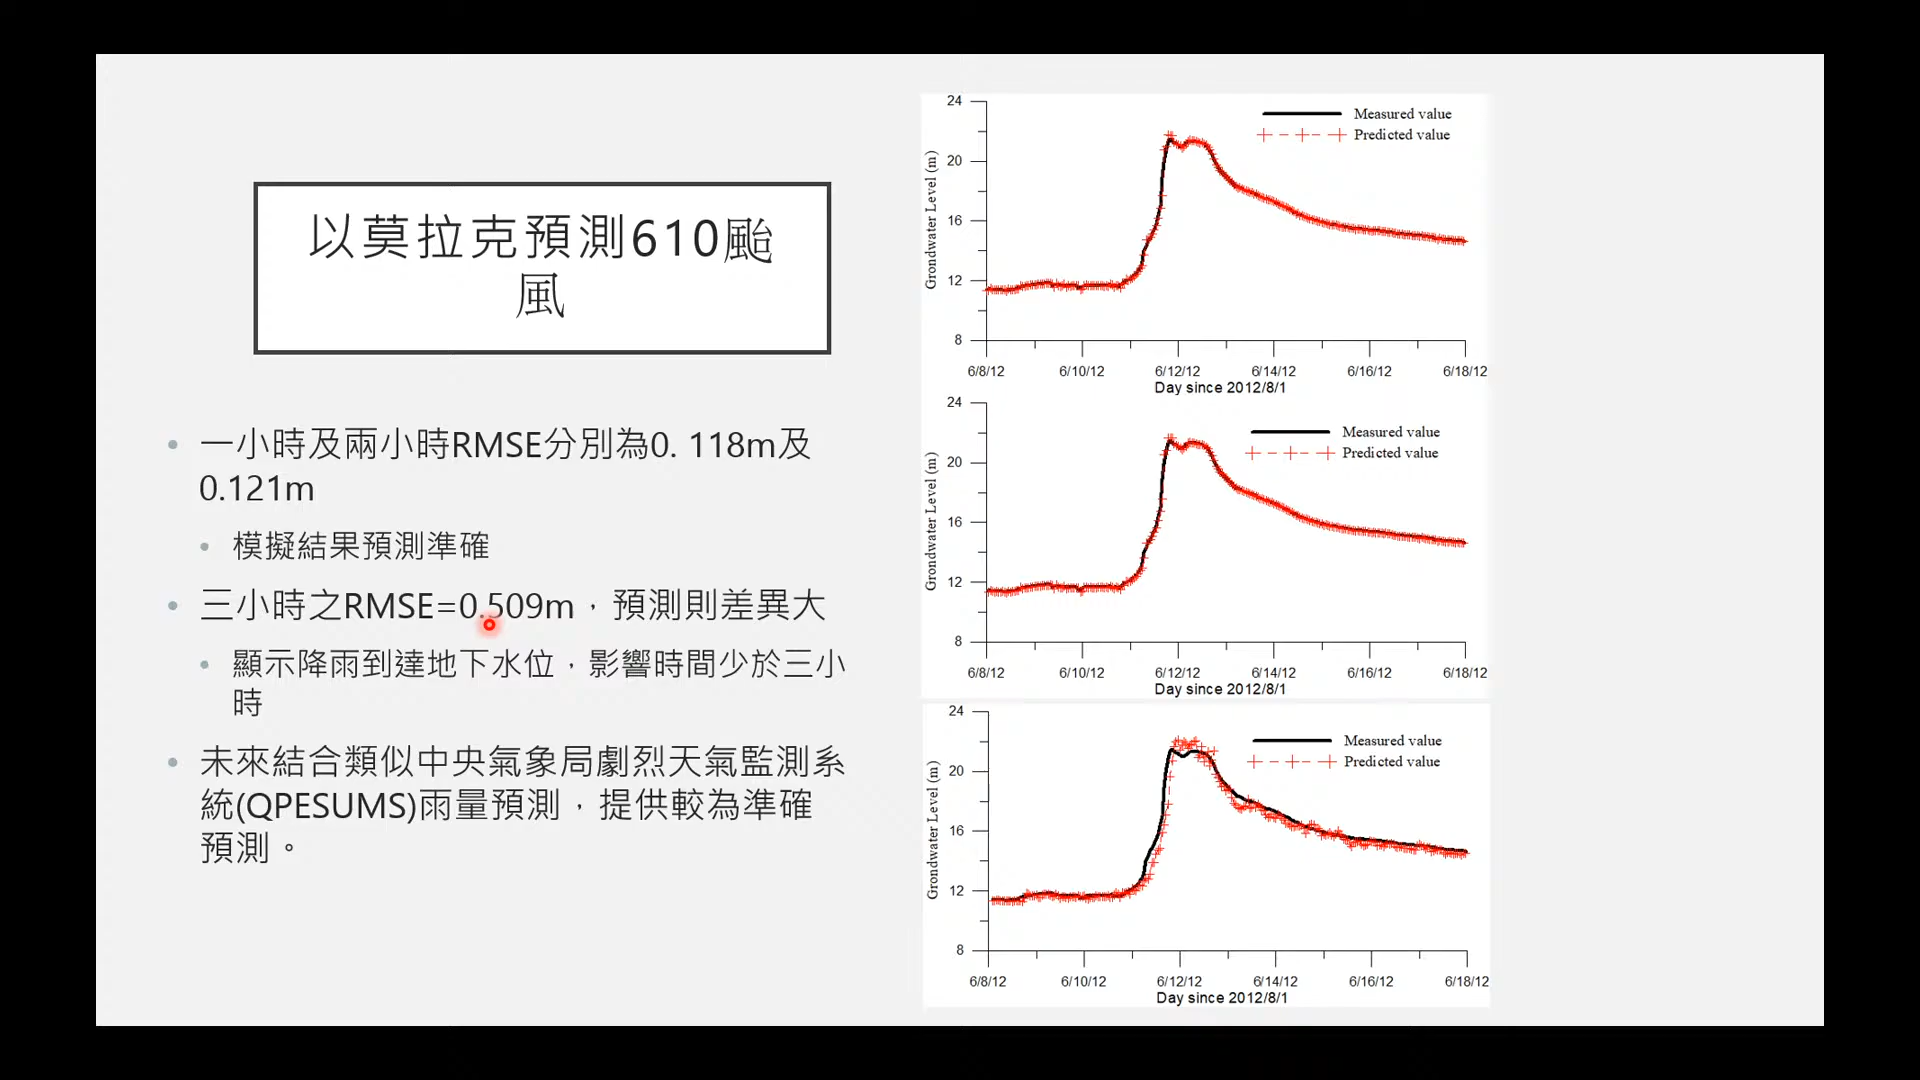 以莫拉克預測610颱
風
一小時及兩小時RMSE分別為0. 118m及
0.121m
模擬結果預測準確
三小時之RMSE=0.509m，預測則差異大
顯示降雨到達地下水位，影響時間少於三小
時
未來結合類似中央氣象局劇烈天氣監測系
統(QPESUMS)雨量預測，提供較為準確
預測。
24
20
16
12
8
Grondwater Level (m)
Measured value
Predicted value
6/8/12 6/10/12 6/12/12 6/14/12 6/16/12 6/18/12
Day since 2012/8/1
24
20
16
12
8
Grondwater Level (m)
Measured value
Predicted value
6/8/12 6/10/12 6/12/12 6/14/12 6/16/12 6/18/12
Day since 2012/8/1
24
20
16
12
8
Grondwater Level (m)
Measured value
Predicted value
6/8/12 6/10/12 6/12/12 6/14/12 6/16/12 6/18/12
Day since 2012/8/1